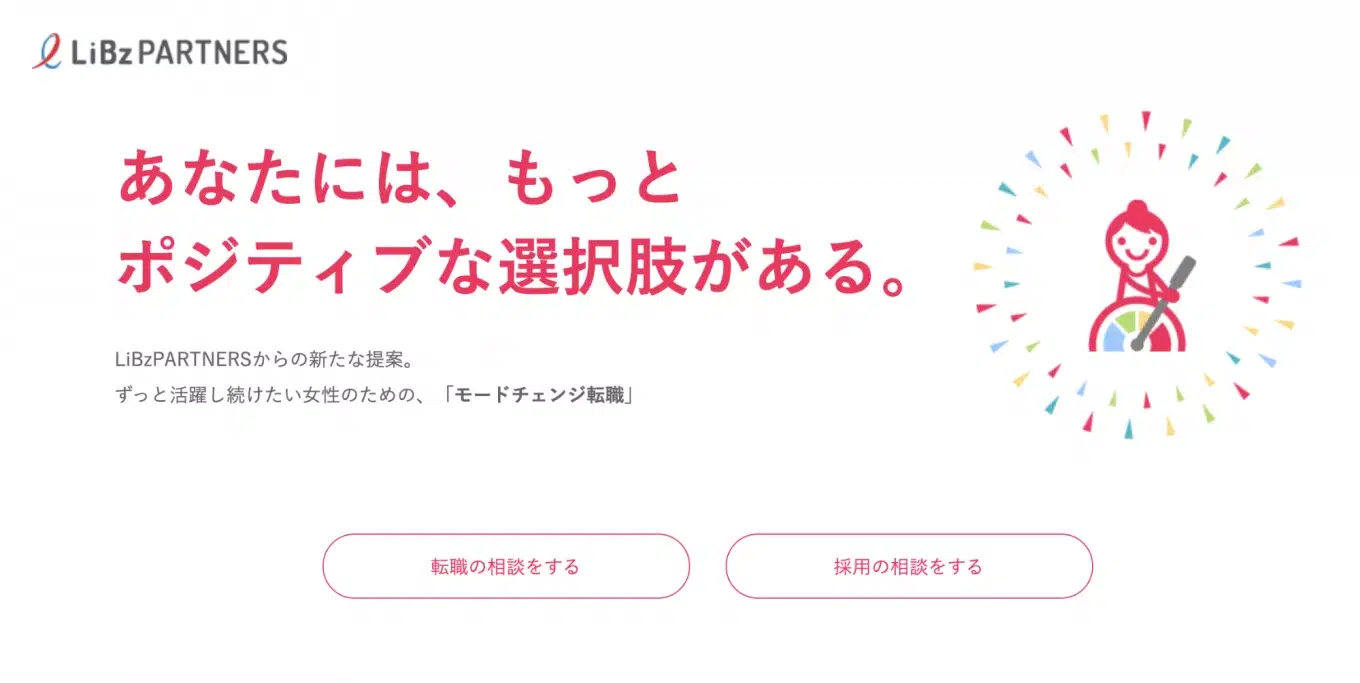 LiBzPARTNERS
あなたには、もっと
ポジティブな選択肢がある。
LiBzPARTNERSからの新たな提案。
ずっと活躍し続けたい女性のための、「モードチェンジ転職」
転職の相談をする
採用の相談をする